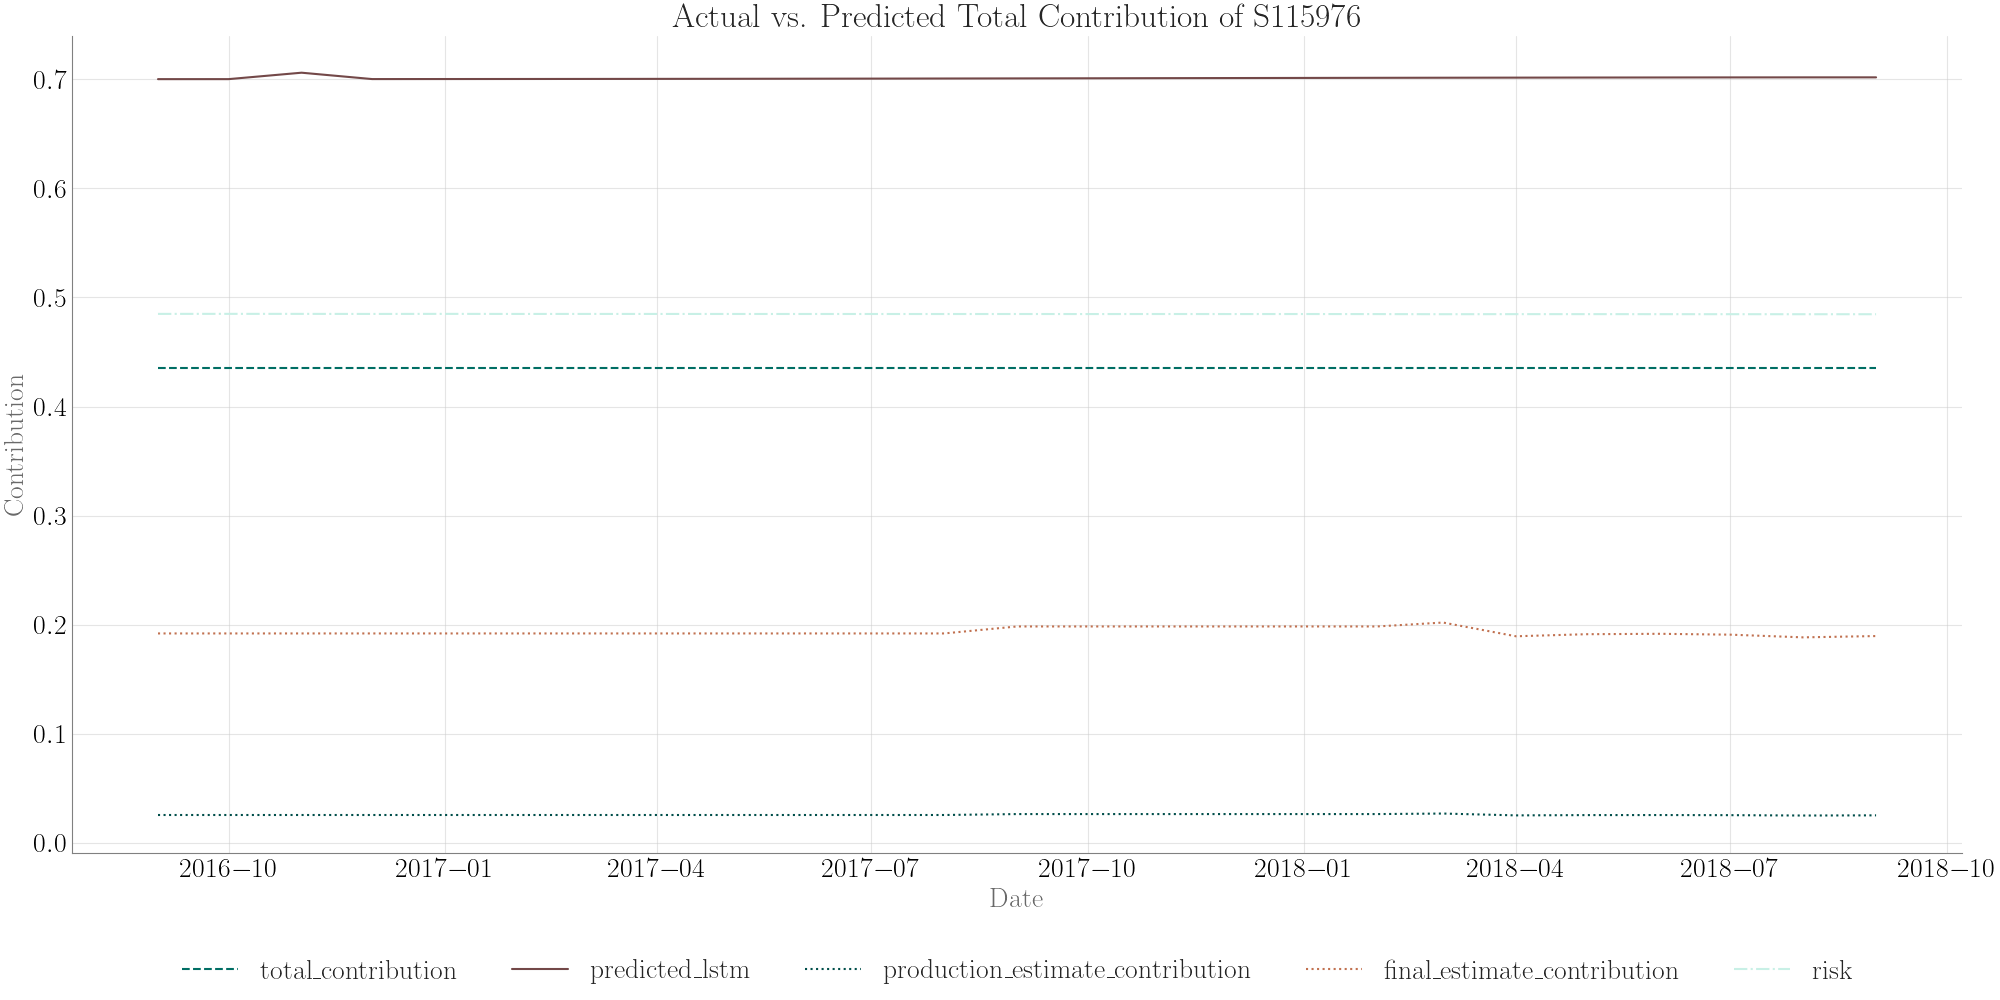 Actual vs. Predicted Total Contribution of S115976
0.7
0.6
0.5
0.4
0.3
0.2
0.1
0.0
Contribution
2016–10 2017–01 2017–04 2017–07 2017–10 2018–01 2018–04 2018–07 2018–10
Date
total_contribution predicted_lstm production_estimate_contribution final_estimate_contribution risk